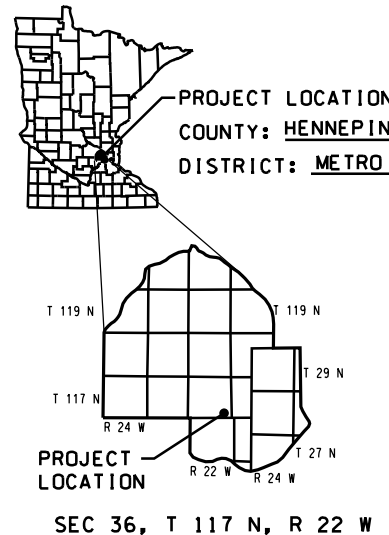 PROJECT LOCATION
COUNTY: HENNEPIN
DISTRICT: METRO
T 119 N
T 119 N
T 29 N
T 117 N
R 24 W
T 27 N
PROJECT
LOCATION
R 22 W
R 24 W
SEC 36, T 117 N, R 22 W